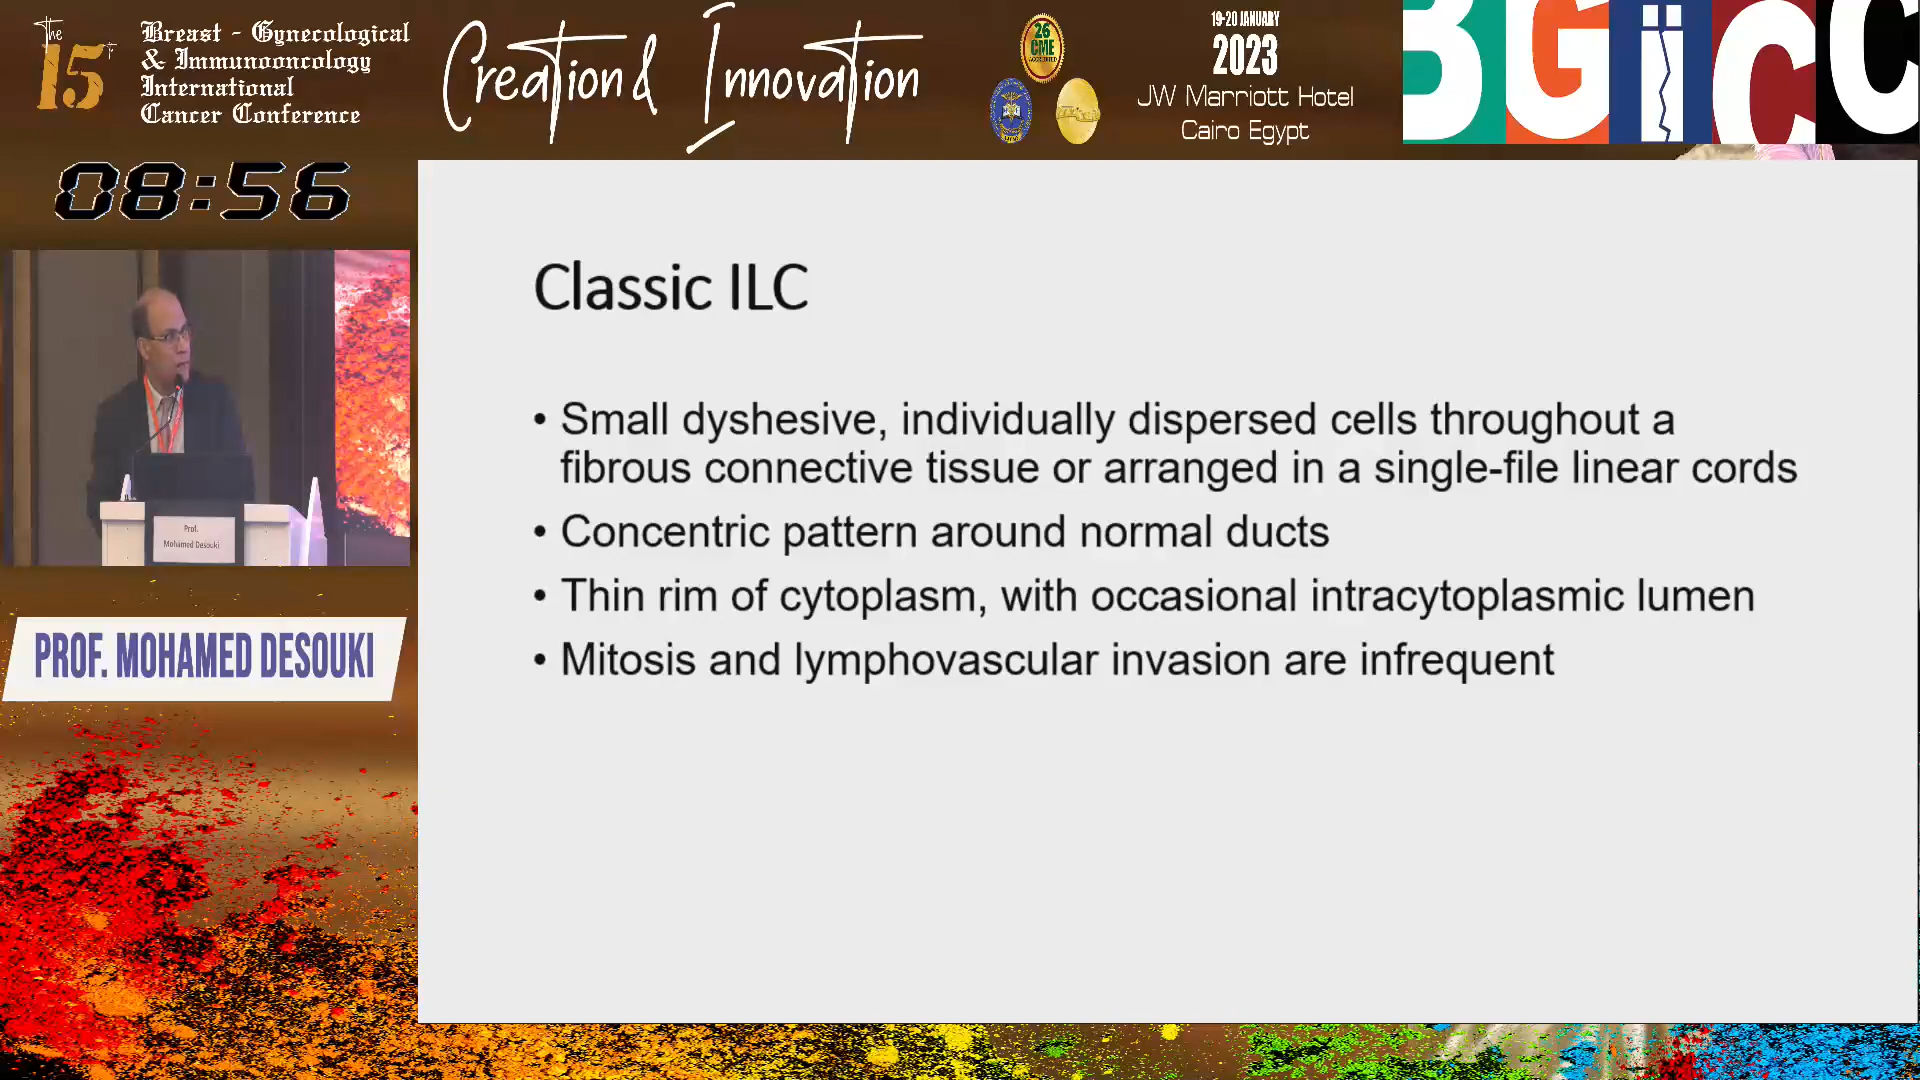 The
15
Breast - Gynecological
& Immunooncology
International
Cancer Conference
Creation & Innovation
26
CME
ACCREDITED
19-20 JANUARY
2023
JW Marriott Hotel
Cairo Egypt
BGiCC
08:56
Classic ILC
• Small dyshesive, individually dispersed cells throughout a
fibrous connective tissue or arranged in a single-file linear cords
• Concentric pattern around normal ducts
• Thin rim of cytoplasm, with occasional intracytoplasmic lumen
• Mitosis and lymphovascular invasion are infrequent
Prof.
Mohamed Desouki
PROF. MOHAMED DESOUKI